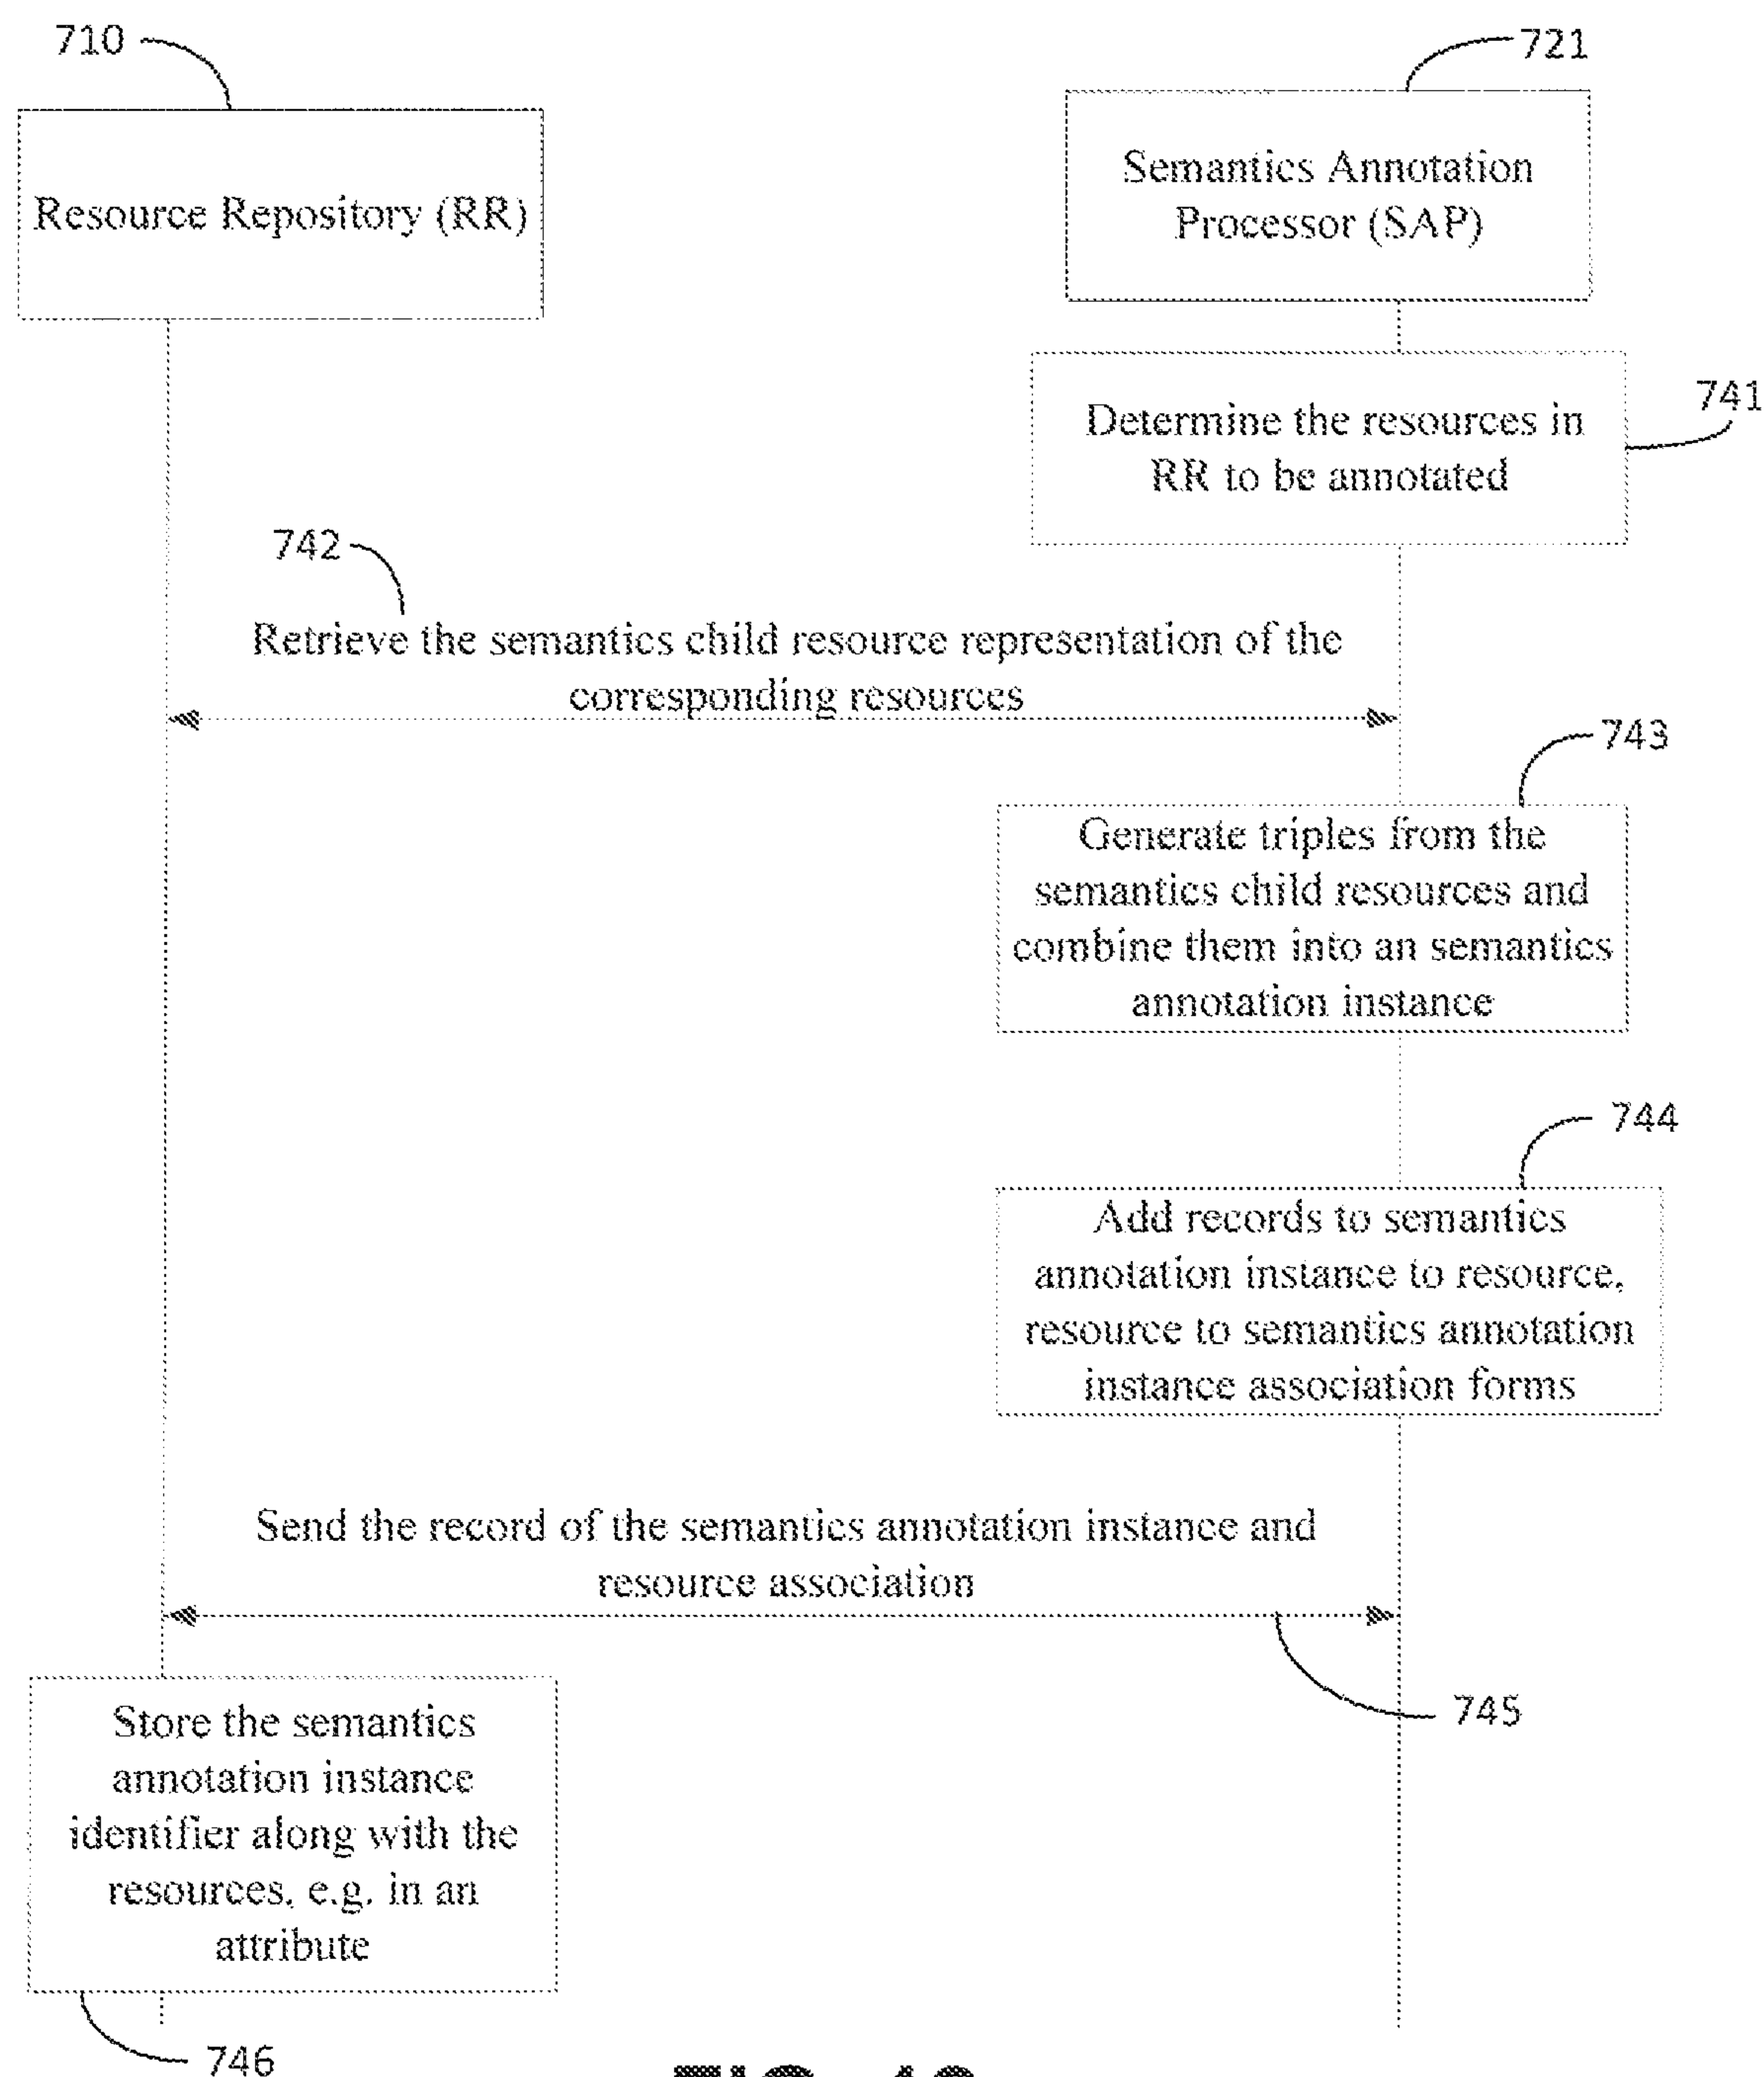 710
721
Resource Repository (RR)
Semantics Annotation
Processor (SAP)
741
Determine the resources in
RR to be annotated
742
Retrieve the semantics child resource representation of the
corresponding resources
743
Generate triples from the
semantics child resources and
combine them into an semantics
annotation instance
744
Add records to semantics
annotation instance to resource,
resource to semantics annotation
instance association forms
Send the record of the semantics annotation instance and
resource association
745
Store the semantics
annotation instance
identifier along with the
resources, e.g. in an
attribute
746